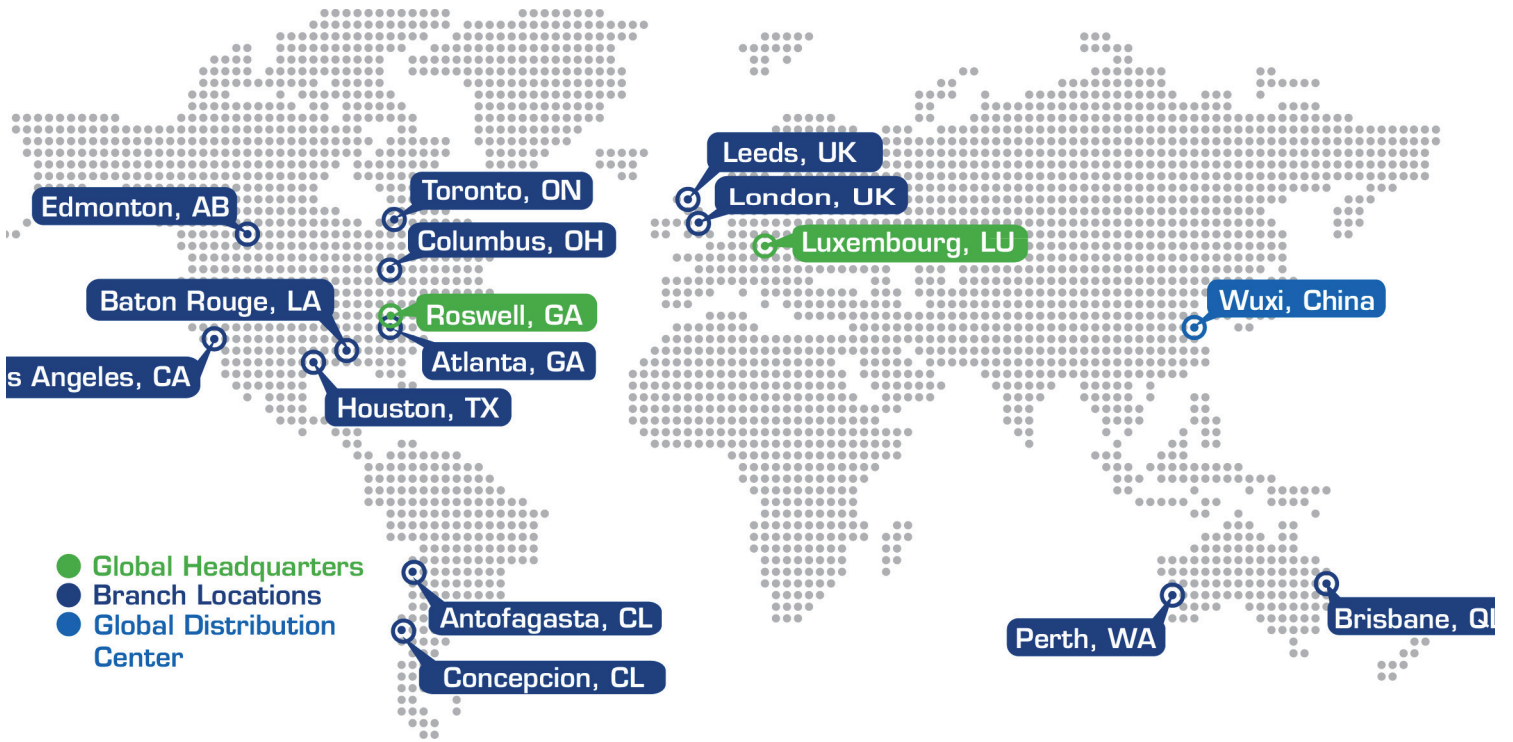 Leeds, UK
Toronto, ON
London, UK
Edmonton, AB
Columbus, OH
Luxembourg, LU
Baton Rouge, LA
Wuxi, China
Roswell, GA
Atlanta, GA
s Angeles, CA
Houston, TX
Global Headquarters
Branch Locations
Global Distribution
Center
Antofagasta, CL
Concepcion, CL
Perth, WA
Brisbane, QL